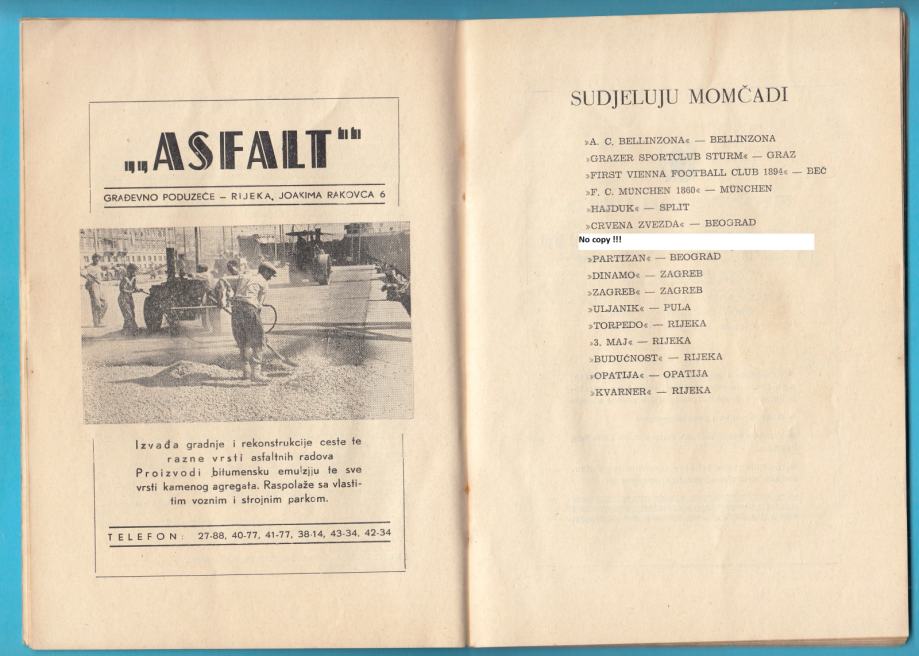 „„ASFALT""
GRAĐEVNO PODUZEĆE – RIJEKA, JOAKIMA RAKOVCA 6
Izvađa gradnje i rekonstrukcije ceste te
razne vrsti asfaltnih radova
Proizvodi bitumensku emulziju te sve
vrsti kamenog agregata. Raspolaže sa vlasti-
tim voznim i strojnim parkom.
TELEFON: 27-88, 40-77, 41-77, 38-14, 43-34, 42-34
SUDJELUJU MOMČADI
»A. C. BELLINZONA« — BELLINZONA
»GRAZER SPORTCLUB STURM« — GRAZ
»FIRST VIENNA FOOTBALL CLUB 1894« — BEČ
»F. C. MÜNCHEN 1860« — MÜNCHEN
»HAJDUK« — SPLIT
»CRVENA ZVEZDA« — BEOGRAD
No copy !!!
»PARTIZAN« — BEOGRAD
»DINAMO« — ZAGREB
»ZAGREB« — ZAGREB
»ULJANIK« — PULA
»TORPEDO« — RIJEKA
»3. MAJ« — RIJEKA
»BUDUĆNOST« — RIJEKA
»OPATIJA« — OPATIJA
»KVARNER« — RIJEKA